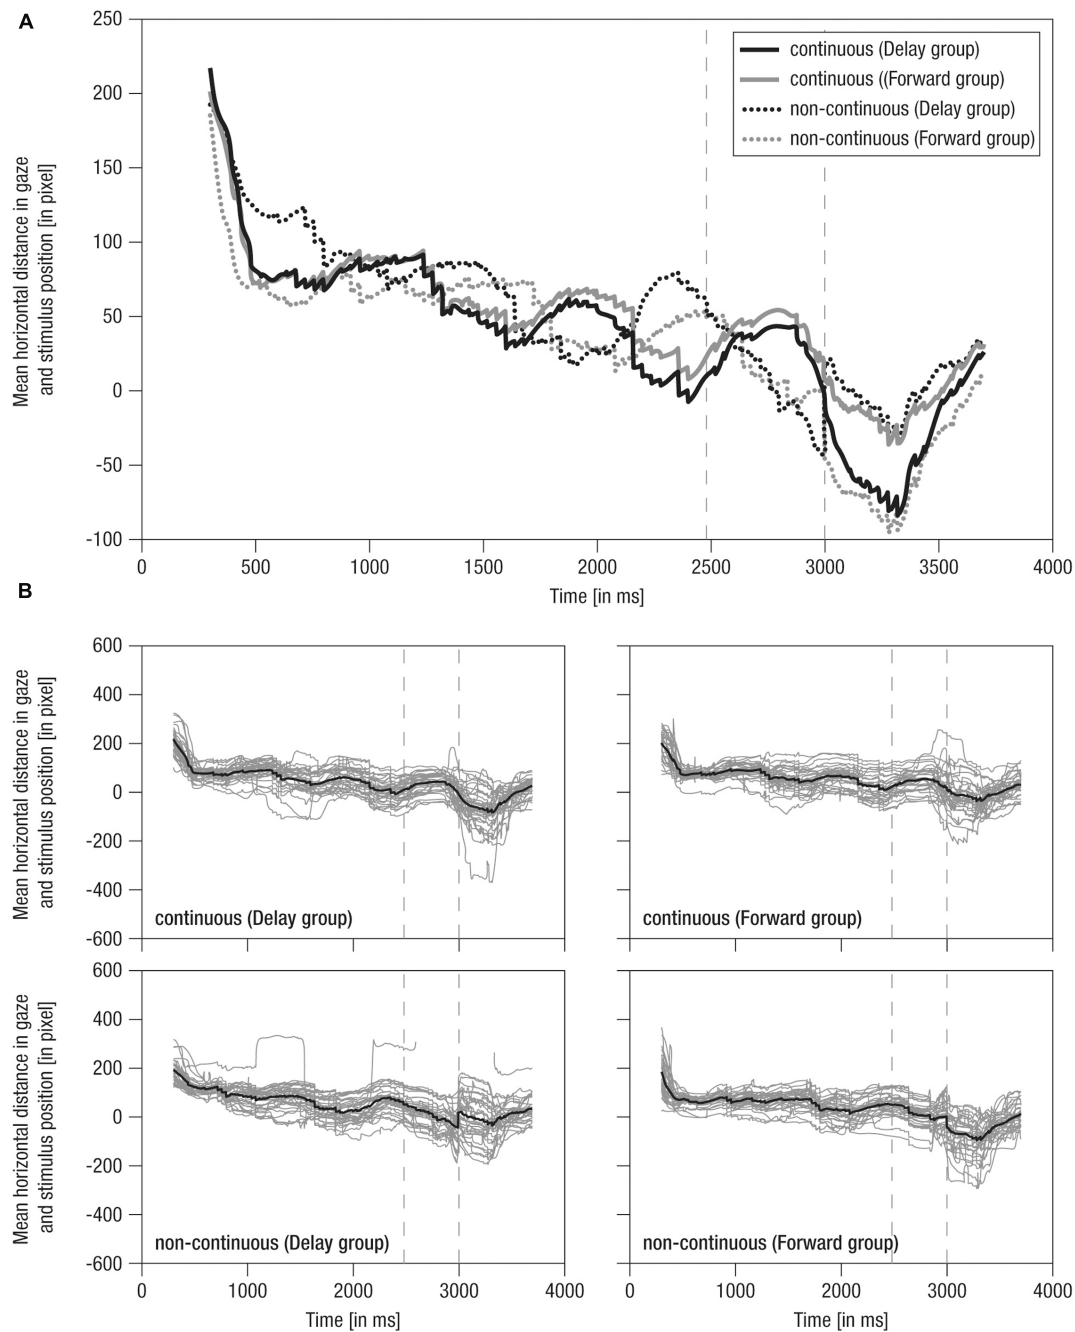 A
250
200
150
100
50
0
-50
-100
Mean horizontal distance in gaze
and stimulus position [in pixel]
continuous (Delay group)
continuous ((Forward group)
non-continuous (Delay group)
non-continuous (Forward group)
0 500 1000 1500 2000 2500 3000 3500 4000
Time [in ms]
B
600
400
200
0
-200
-400
-600
Mean horizontal distance in gaze
and stimulus position [in pixel]
continuous (Delay group)
continuous (Forward group)
600
400
200
0
-200
-400
-600
Mean horizontal distance in gaze
and stimulus position [in pixel]
non-continuous (Delay group)
non-continuous (Forward group)
0 1000 2000 3000 4000
0 1000 2000 3000 4000
Time [in ms]
Time [in ms]